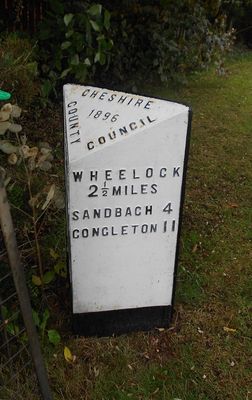 CHESHIRE
COUNTY 1896
COUNCIL
WHEELOCK
2½ MILES
SANDBACH 4
CONGLETON 11